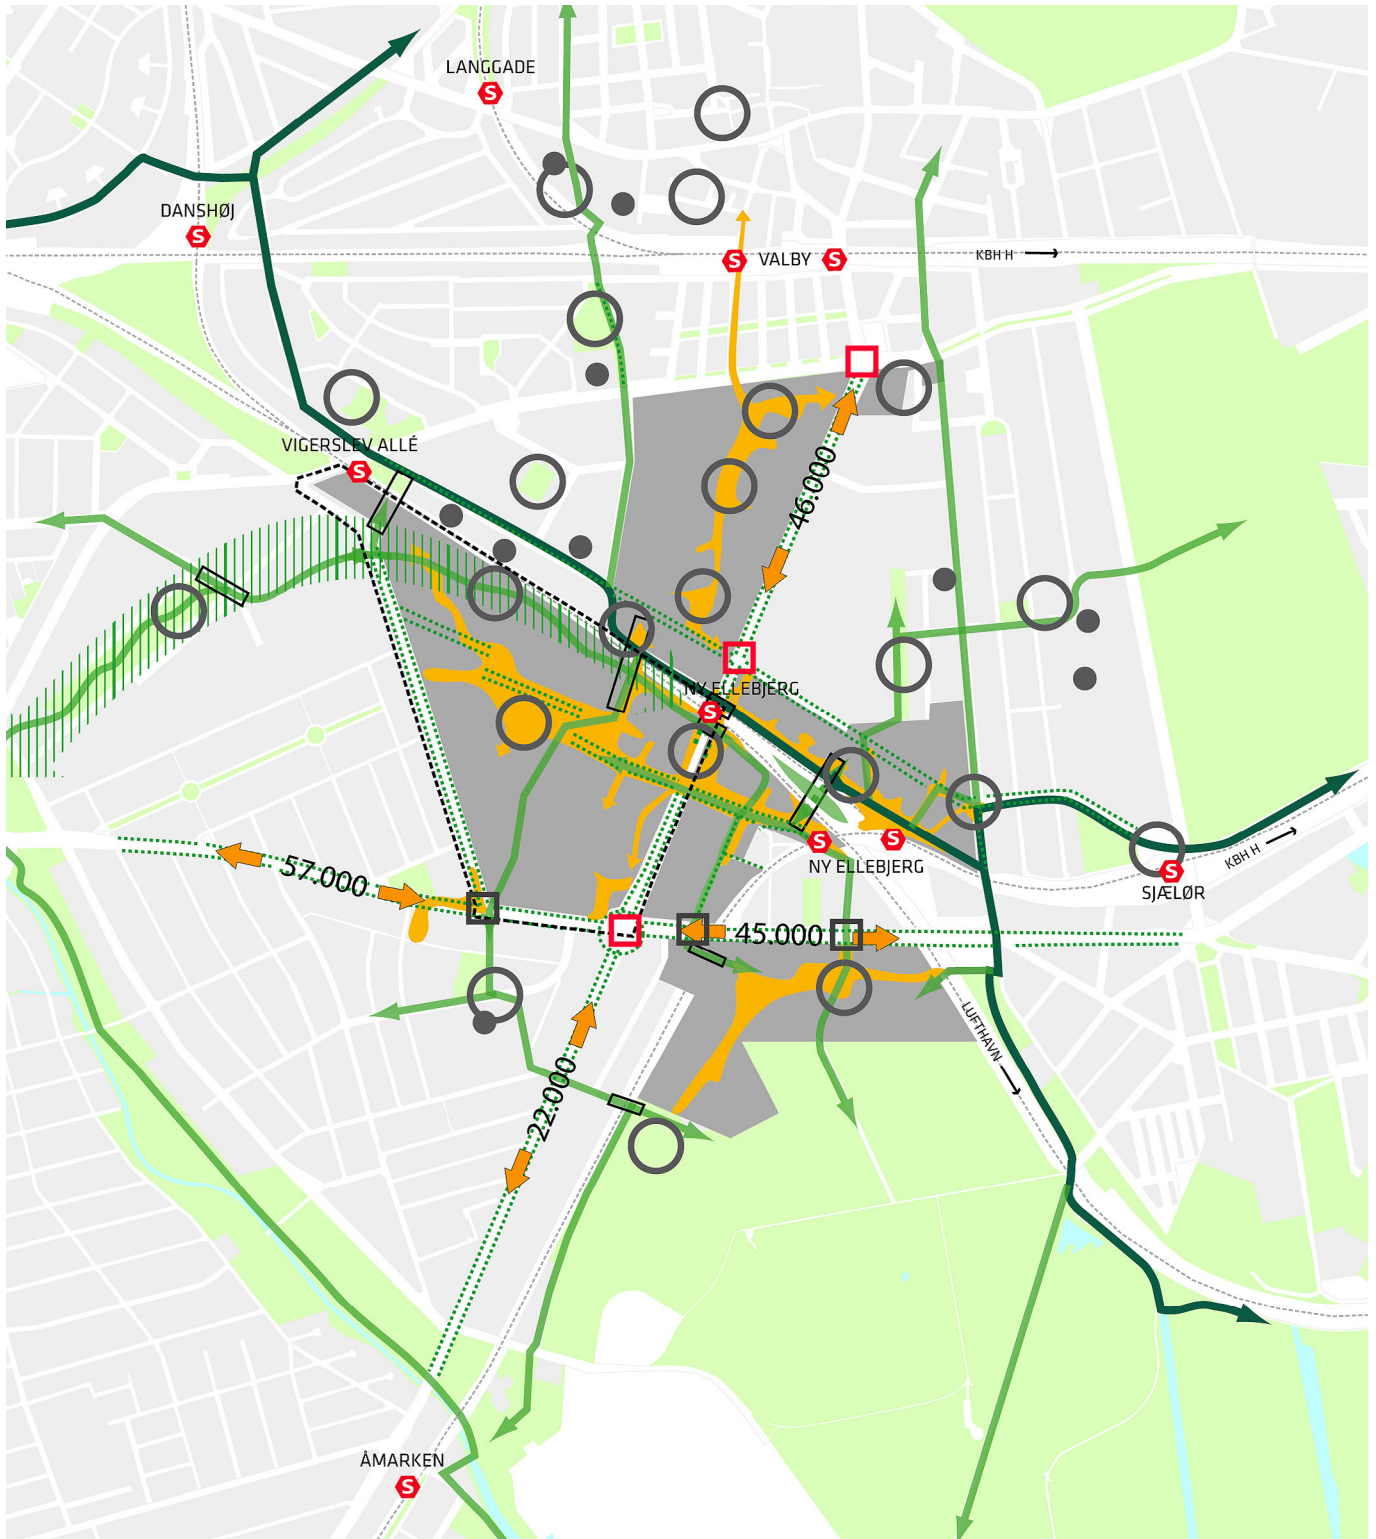 LANGGADE
S
DANSHØJ
S
S VALBY S
KBH H
VIGERSLEV ALLÉ
S
46.000
NY ELLEBJERG
S
S
S
NY ELLEBJERG
KBH H
S
SJÆLØR
57.000
45.000
LUFTHAVN
22.000
ÅMARKEN
S